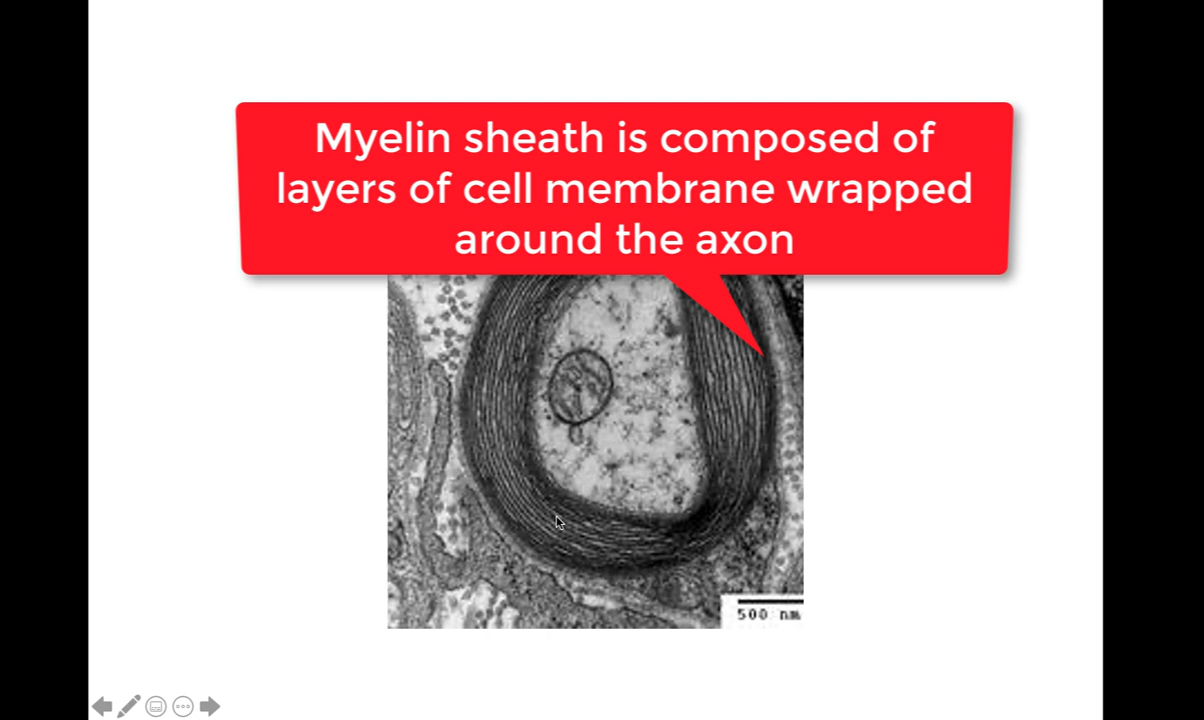 Myelin sheath is composed of
layers of cell membrane wrapped
around the axon
500 nm